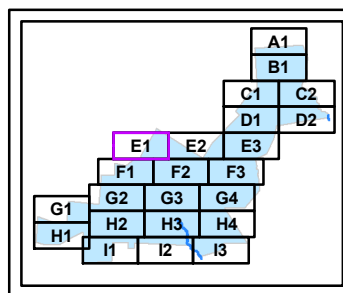 A1
B1
C1 C2
D1 D2
E1 E2 E3
F1 F2 F3
G1 G2 G3 G4
H1 H2 H3 H4
I1 I2 I3